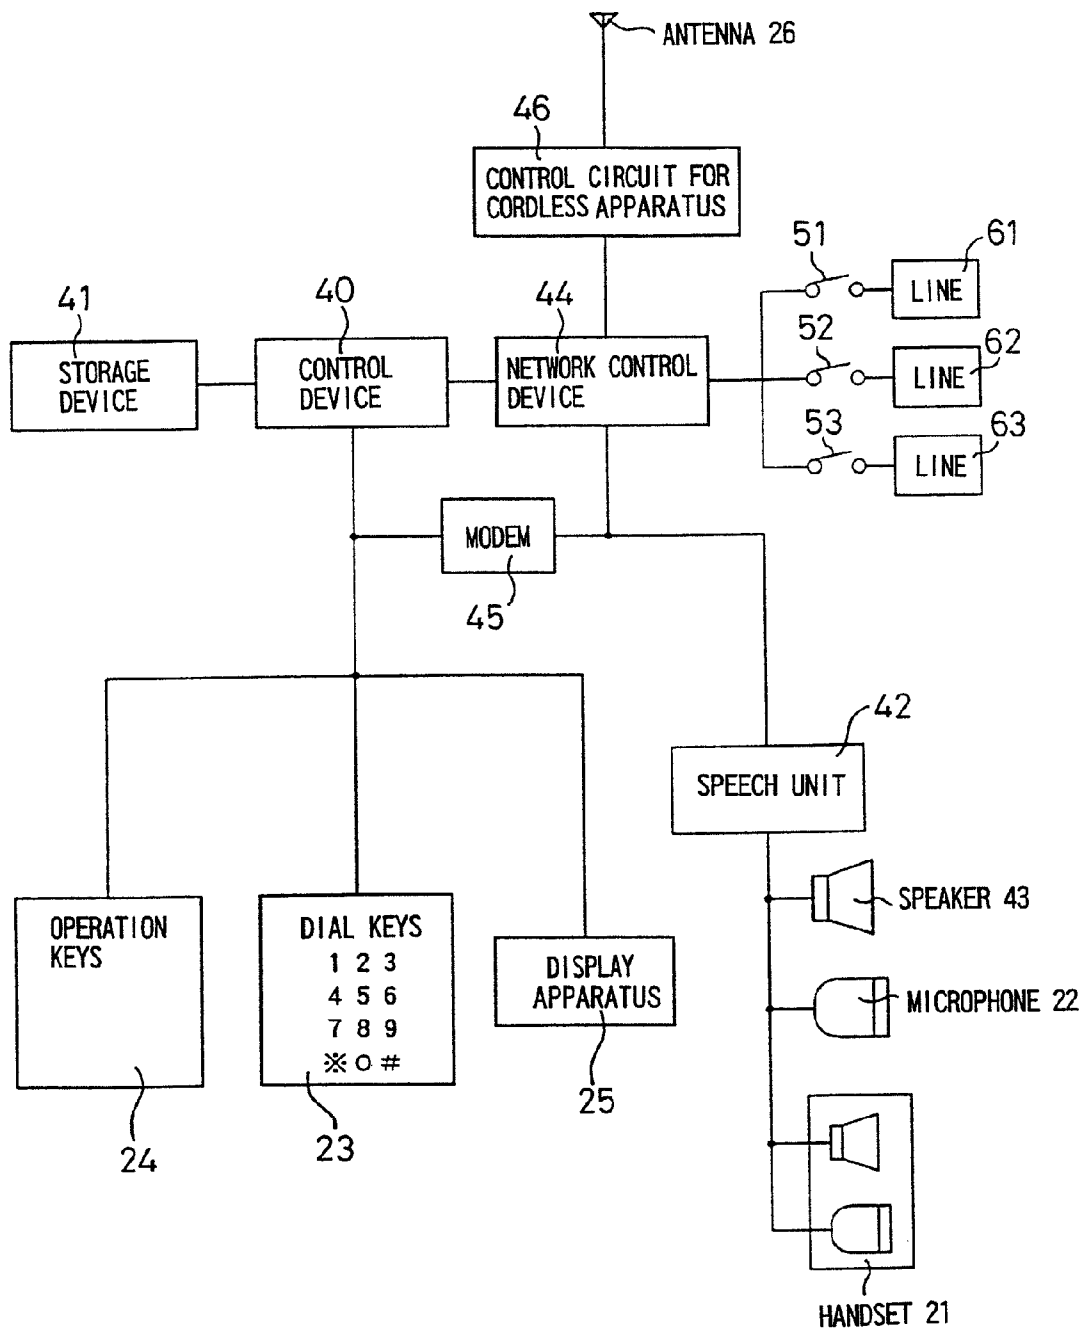 ANTENNA 26
46
CONTROL CIRCUIT FOR
CORDLESS APPARATUS
51
61
LINE
41
40
44
52
62
STORAGE
DEVICE
CONTROL
DEVICE
NETWORK CONTROL
DEVICE
LINE
53
63
LINE
MODEM
45
42
SPEECH UNIT
OPERATION
KEYS
DIAL KEYS
1 2 3
4 5 6
7 8 9
※ 0 #
DISPLAY
APPARATUS
SPEAKER 43
MICROPHONE 22
24
23
25
HANDSET 21